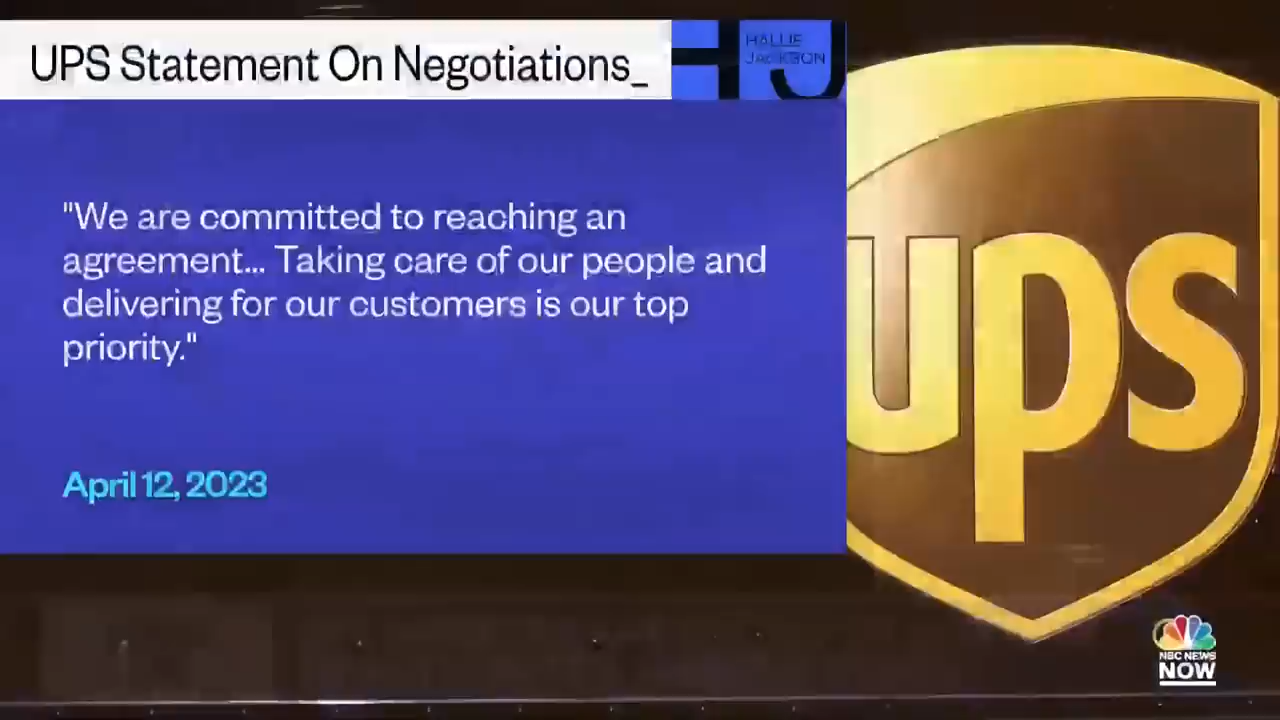 UPS Statement On Negotiations_
HALLIE
JACKSON
"We are committed to reaching an
agreement... Taking care of our people and
delivering for our customers is our top
priority."
April 12, 2023
ups
NBC NEWS
NOW